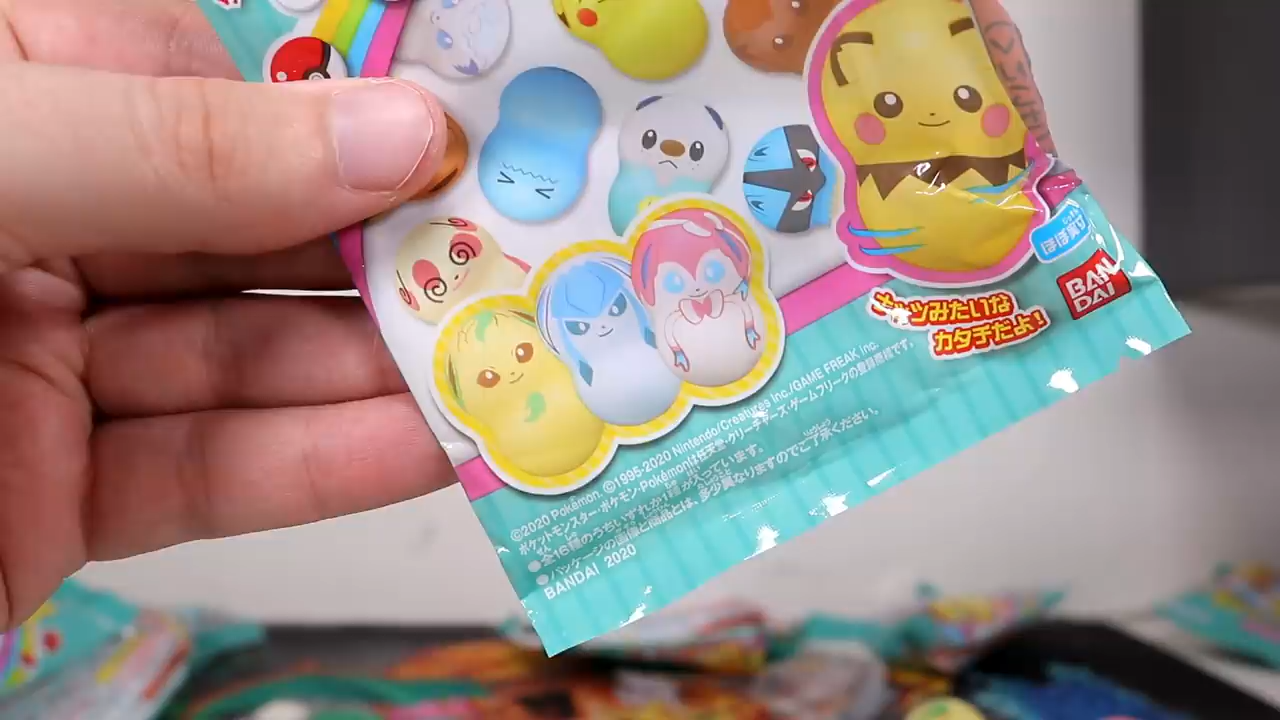 ほぼ実寸
BAN
DAI
ナッツみたいな
カタチだよ!
©2020 Pokémon. ©1995-2020 Nintendo/Creatures Inc./GAME FREAK inc.
ポケットモンスター・ポケモン・Pokémonは任天堂・クリーチャーズ・ゲームフリークの登録商標です。
●全16種のうちいずれか1種が入っています。
●パッケージの画像と商品とは、多少異なりますのでご了承ください。
BANDAI 2020